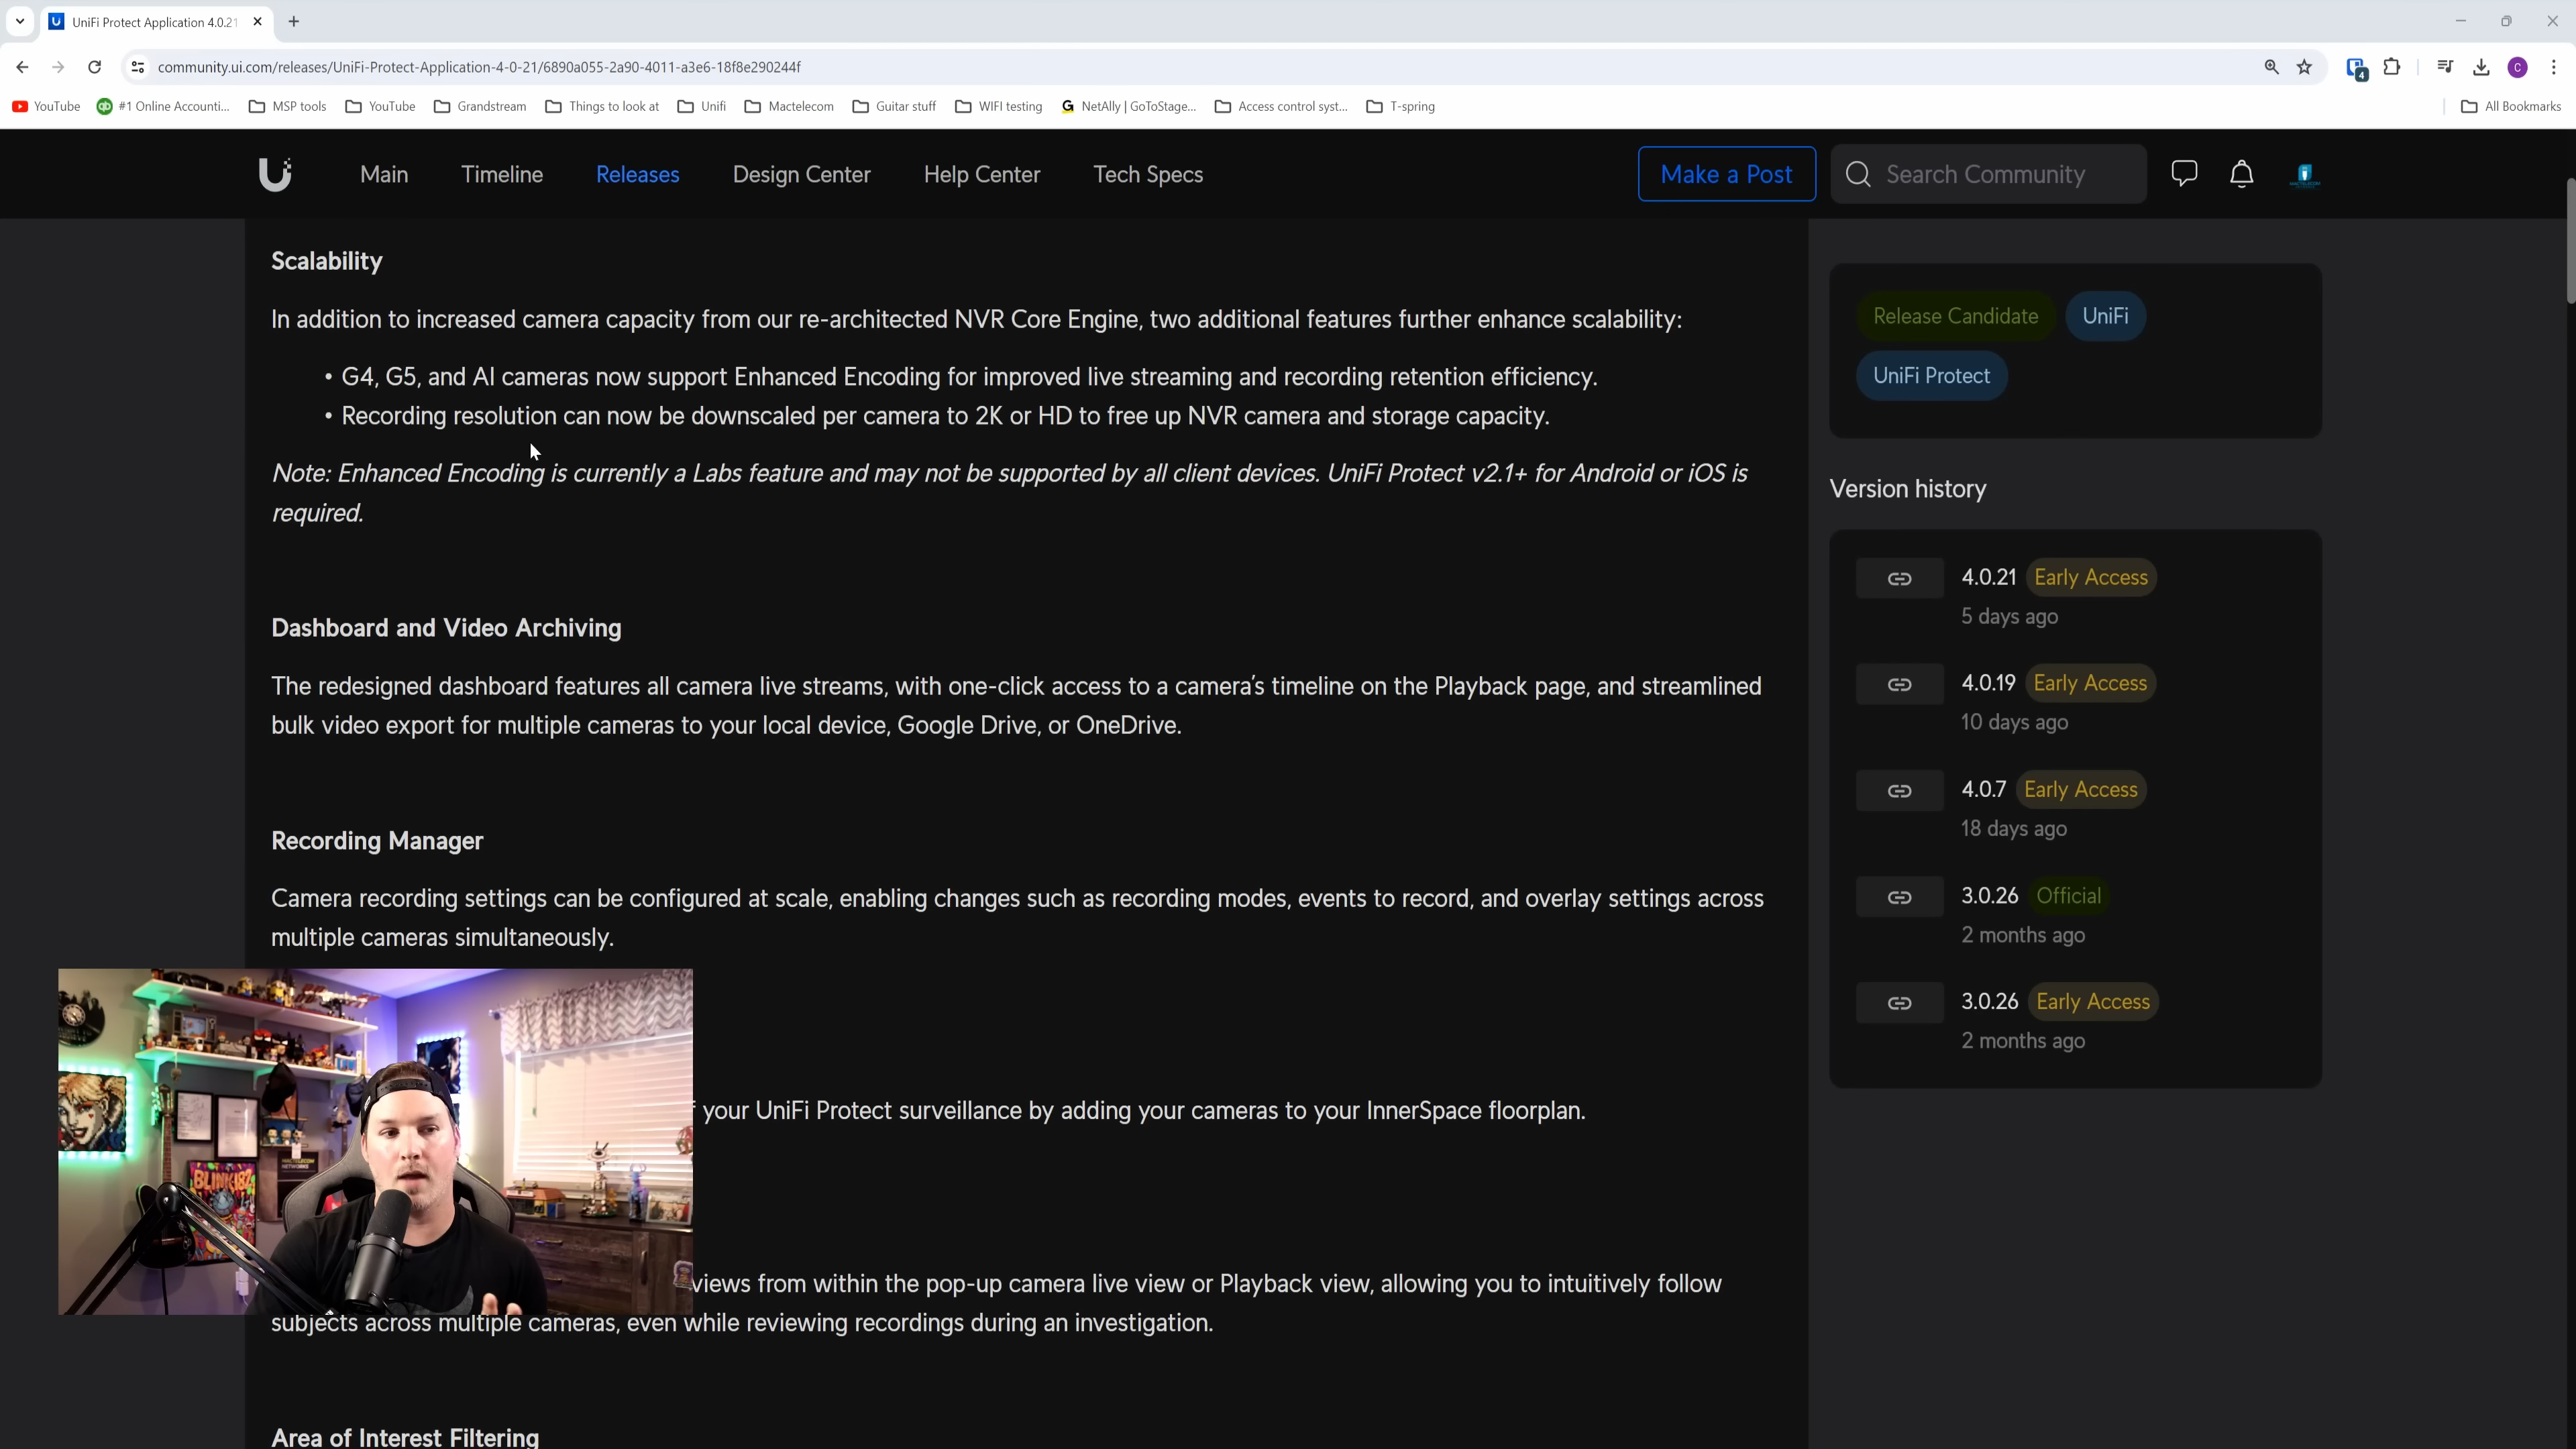 UniFi Protect Application 4.0.21
community.ui.com/releases/UniFi-Protect-Application-4-0-21/6890a055-2a90-4011-a3e6-18f8e290244f
4
C
YouTube #1 Online Accounti... MSP tools YouTube Grandstream Things to look at Unifi Mactelecom Guitar stuff WIFI testing NetAlly | GoToStage... Access control syst... T-spring All Bookmarks
Main Timeline Releases Design Center Help Center Tech Specs Make a Post Search Community
Scalability
In addition to increased camera capacity from our re-architected NVR Core Engine, two additional features further enhance scalability:
• G4, G5, and AI cameras now support Enhanced Encoding for improved live streaming and recording retention efficiency.
• Recording resolution can now be downscaled per camera to 2K or HD to free up NVR camera and storage capacity.
Note: Enhanced Encoding is currently a Labs feature and may not be supported by all client devices. UniFi Protect v2.1+ for Android or iOS is
required.
Dashboard and Video Archiving
The redesigned dashboard features all camera live streams, with one-click access to a camera's timeline on the Playback page, and streamlined
bulk video export for multiple cameras to your local device, Google Drive, or OneDrive.
Recording Manager
Camera recording settings can be configured at scale, enabling changes such as recording modes, events to record, and overlay settings across
multiple cameras simultaneously.
your UniFi Protect surveillance by adding your cameras to your InnerSpace floorplan.
views from within the pop-up camera live view or Playback view, allowing you to intuitively follow
subjects across multiple cameras, even while reviewing recordings during an investigation.
Area of Interest Filtering
Release Candidate UniFi
UniFi Protect
Version history
4.0.21 Early Access
5 days ago
4.0.19 Early Access
10 days ago
4.0.7 Early Access
18 days ago
3.0.26 Official
2 months ago
3.0.26 Early Access
2 months ago
BLINK182